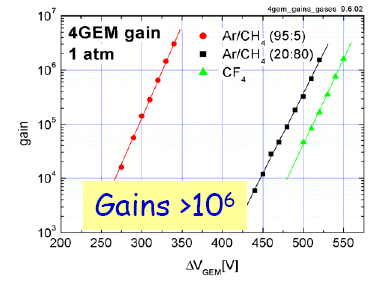 4gem_gains_gases 9.6.02
4GEM gain
1 atm
Ar/CH4 (95:5)
Ar/CH4 (20:80)
CF4
10^7
10^6
10^5
10^4
10^3
gain
Gains >10^6
200 250 300 350 400 450 500 550
ΔV_GEM[V]